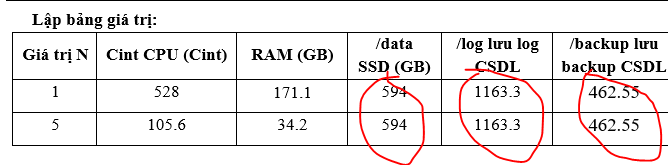 Lập bảng giá trị:
Giá trị N Cint CPU (Cint) RAM (GB) /data SSD (GB) /log lưu log CSDL /backup lưu backup CSDL
1 528 171.1 594 1163.3 462.55
5 105.6 34.2 594 1163.3 462.55